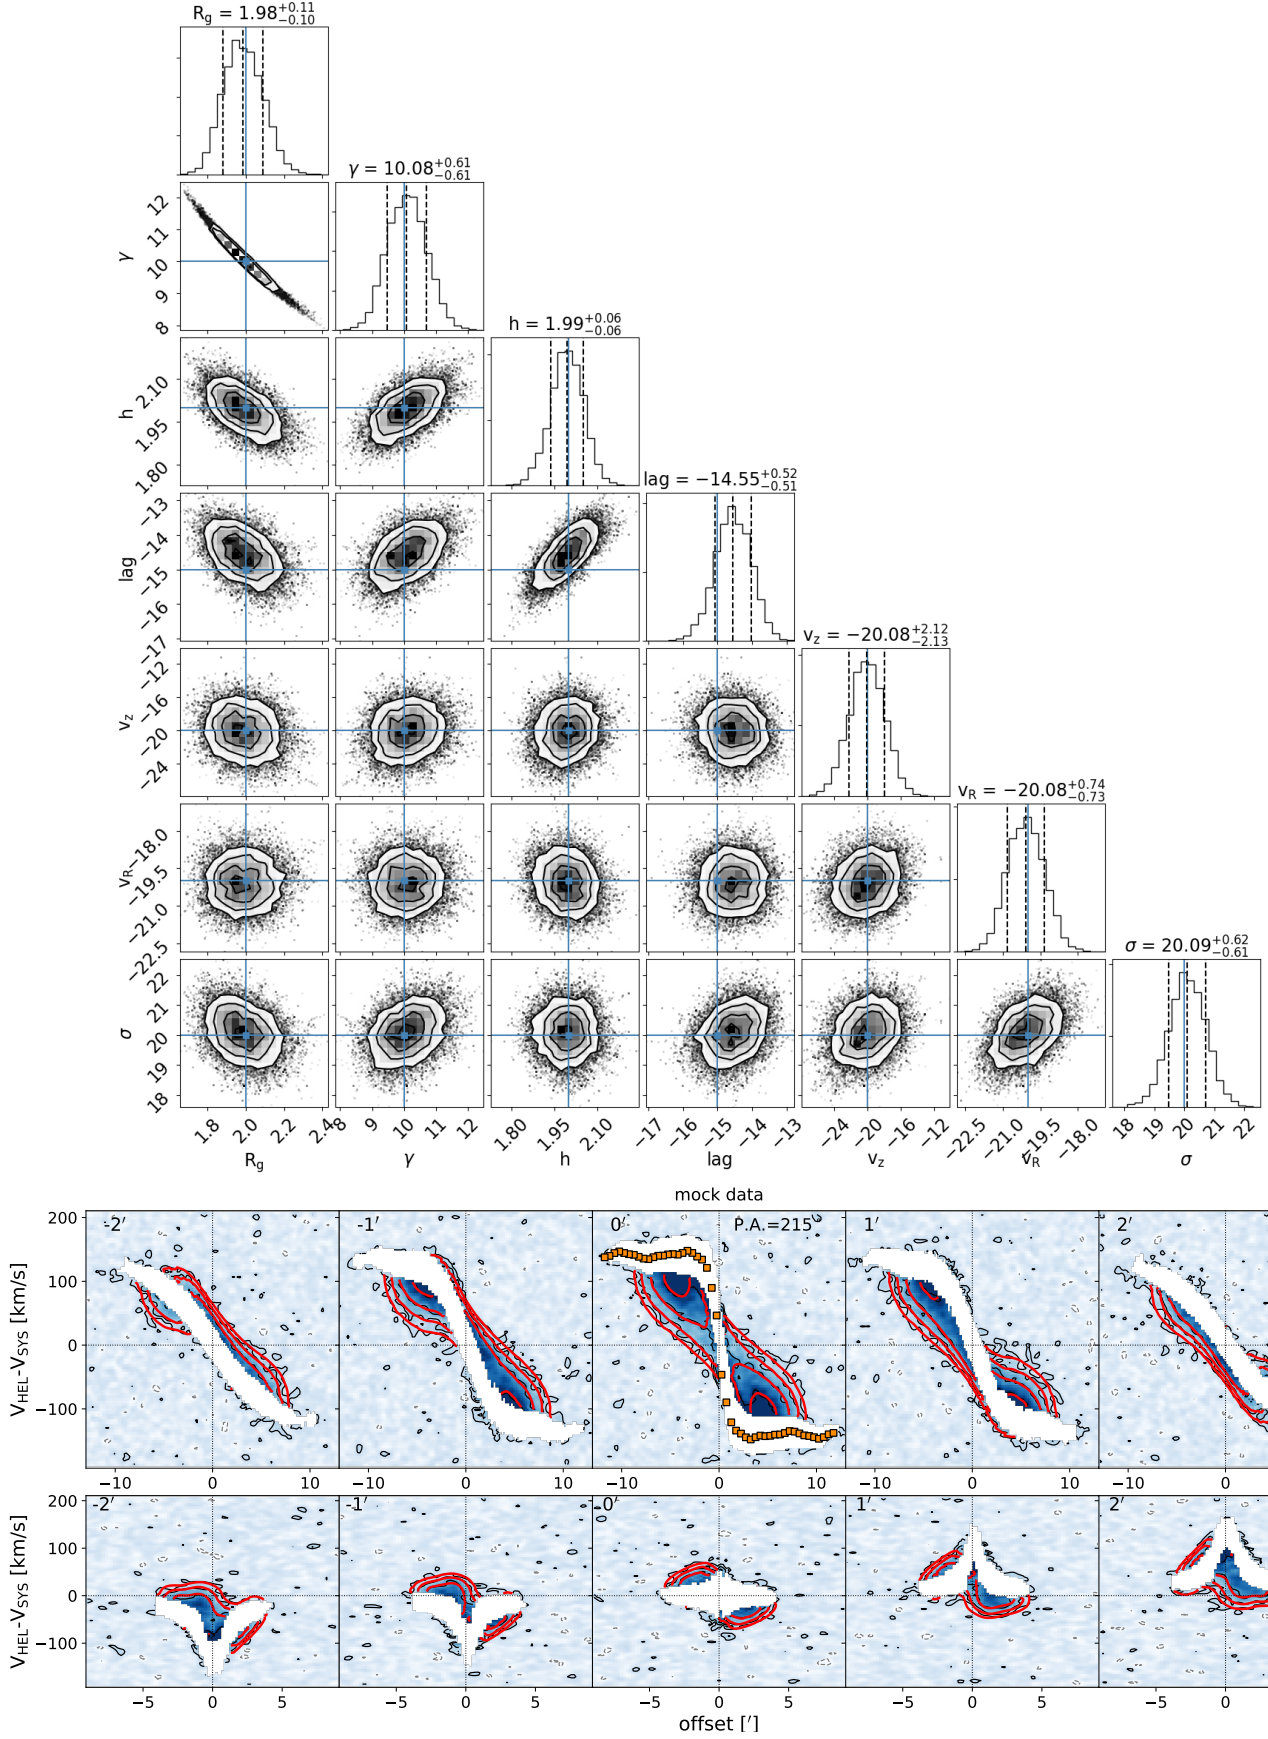 R_g = 1.98^{+0.11}_{−0.10}
γ = 10.08^{+0.61}_{−0.61}
γ
12
11
10
9
8
h = 1.99^{+0.06}_{−0.06}
h
2.10
1.95
1.80
lag = −14.55^{+0.52}_{−0.51}
lag
−13
−14
−15
−16
−17
v_z = −20.08^{+2.12}_{−2.13}
v_z
−12
−16
−20
−24
v_R = −20.08^{+0.74}_{−0.73}
v_R
−18.0
−19.5
−21.0
−22.5
σ = 20.09^{+0.62}_{−0.61}
σ
22
21
20
19
18
1.8 2.0 2.2 2.4 8 9 10 11 12 1.80 1.95 2.10 −17 −16 −15 −14 −13 −24 −20 −16 −12 −22.5 −21.0 −19.5 −18.0 18 19 20 21 22
R_g γ h lag v_z v_R σ
mock data
V_HEL-V_SYS [km/s]
200
100
0
−100
-2′ -1′ 0′ P.A.=215° 1′ 2′
−10 0 10 −10 0 10 −10 0 10 −10 0 10 −10 0
V_HEL-V_SYS [km/s]
200
100
0
−100
-2′ -1′ 0′ 1′ 2′
−5 0 5 −5 0 5 −5 0 5 −5 0 5 −5 0
offset [′]